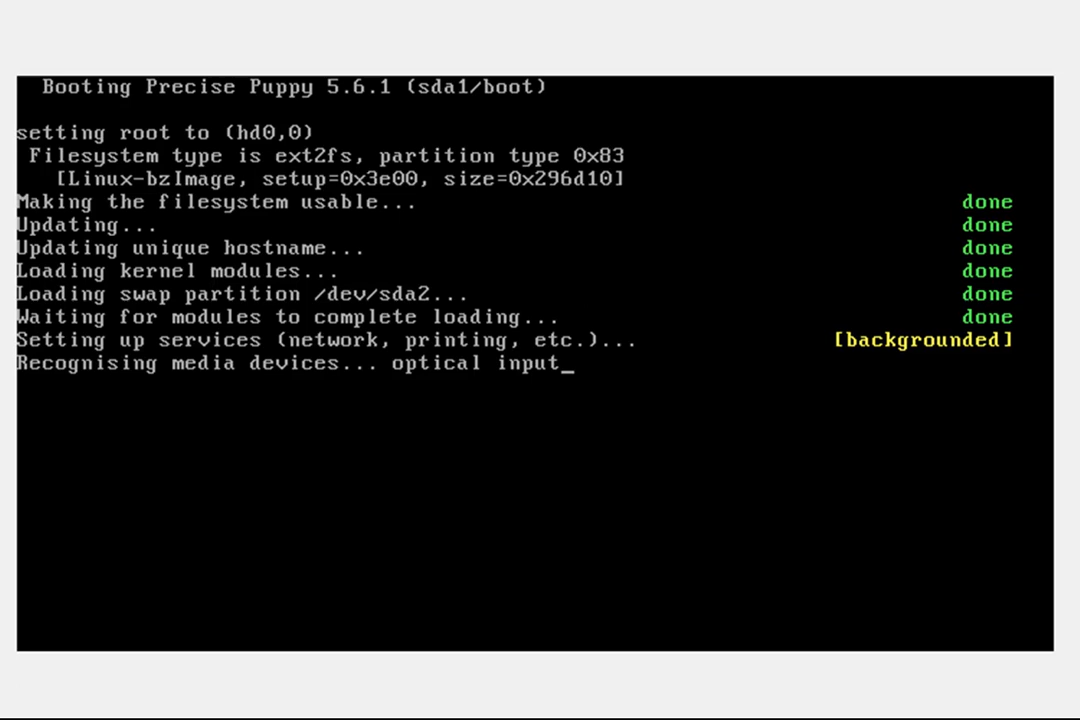 Booting Precise Puppy 5.6.1 (sda1/boot)
setting root to (hd0,0)
Filesystem type is ext2fs, partition type 0x83
[Linux-bzImage, setup=0x3e00, size=0x296d10]
Making the filesystem usable... done
Updating... done
Updating unique hostname... done
Loading kernel modules... done
Loading swap partition /dev/sda2... done
Waiting for modules to complete loading... done
Setting up services (network, printing, etc.)... [backgrounded]
Recognising media devices... optical input_